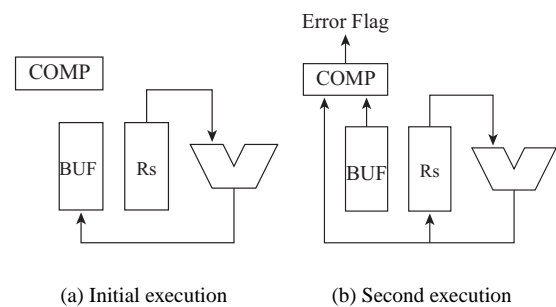 Error Flag
COMP
COMP
BUF
Rs
BUF
Rs
(a) Initial execution
(b) Second execution